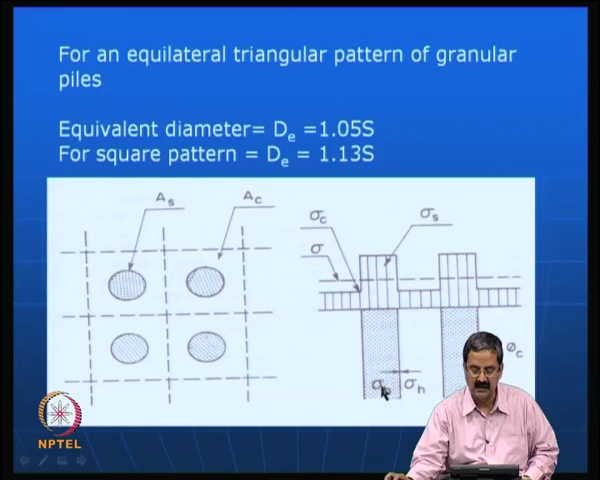 For an equilateral triangular pattern of granular
piles
Equivalent diameter= De =1.05S
For square pattern = De = 1.13S
As
Ac
σc
σs
σ
σh
Øc
NPTEL